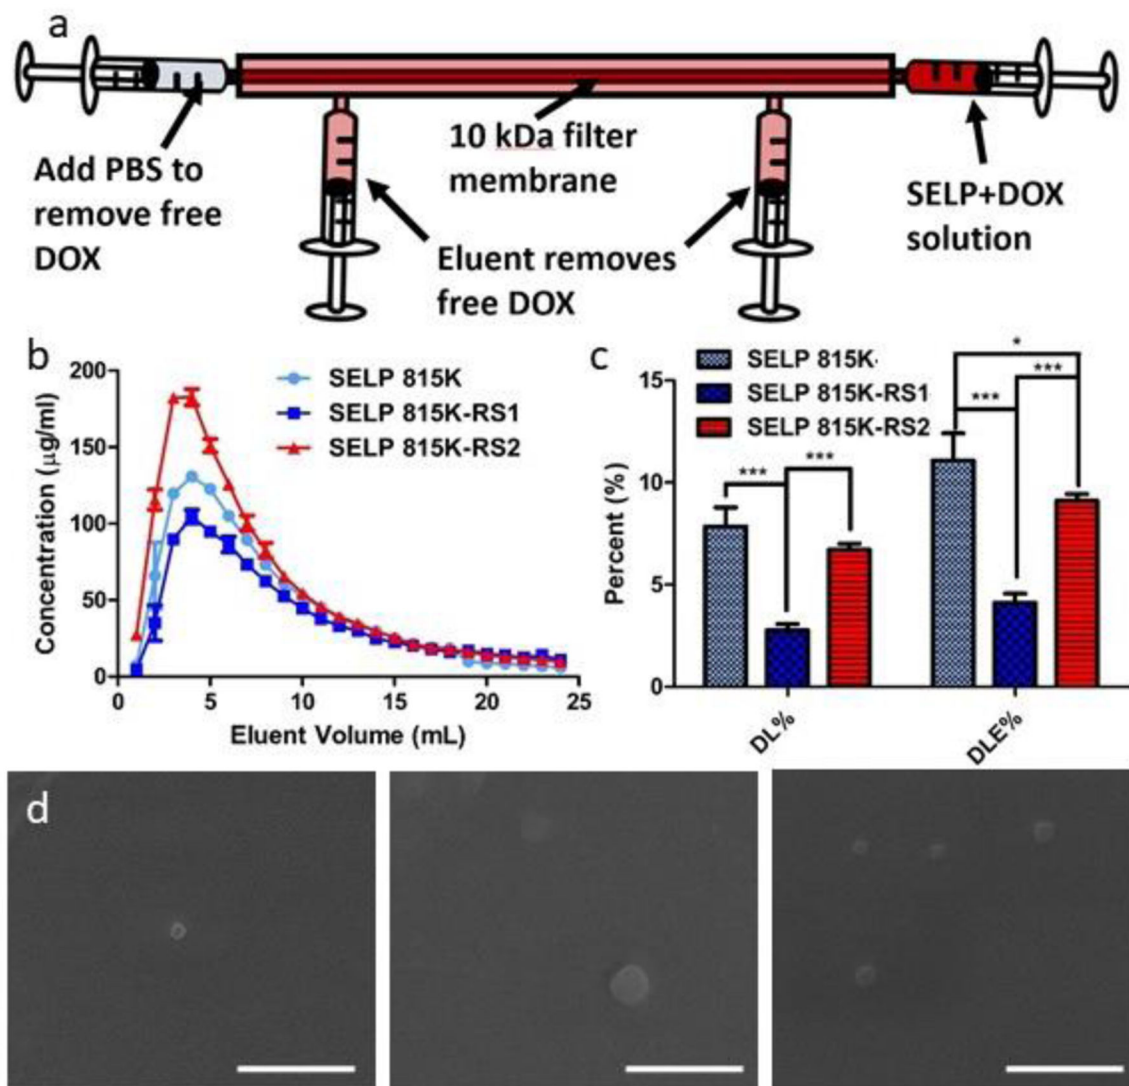 a
Add PBS to
remove free
DOX
10 kDa filter
membrane
Eluent removes
free DOX
SELP+DOX
solution
b
200
150
100
50
0
Concentration (µg/ml)
0 5 10 15 20 25
Eluent Volume (mL)
SELP 815K
SELP 815K-RS1
SELP 815K-RS2
c
SELP 815K
SELP 815K-RS1
SELP 815K-RS2
15
10
5
0
Percent (%)
*
***
***
*** ***
DL%
DLE%
d